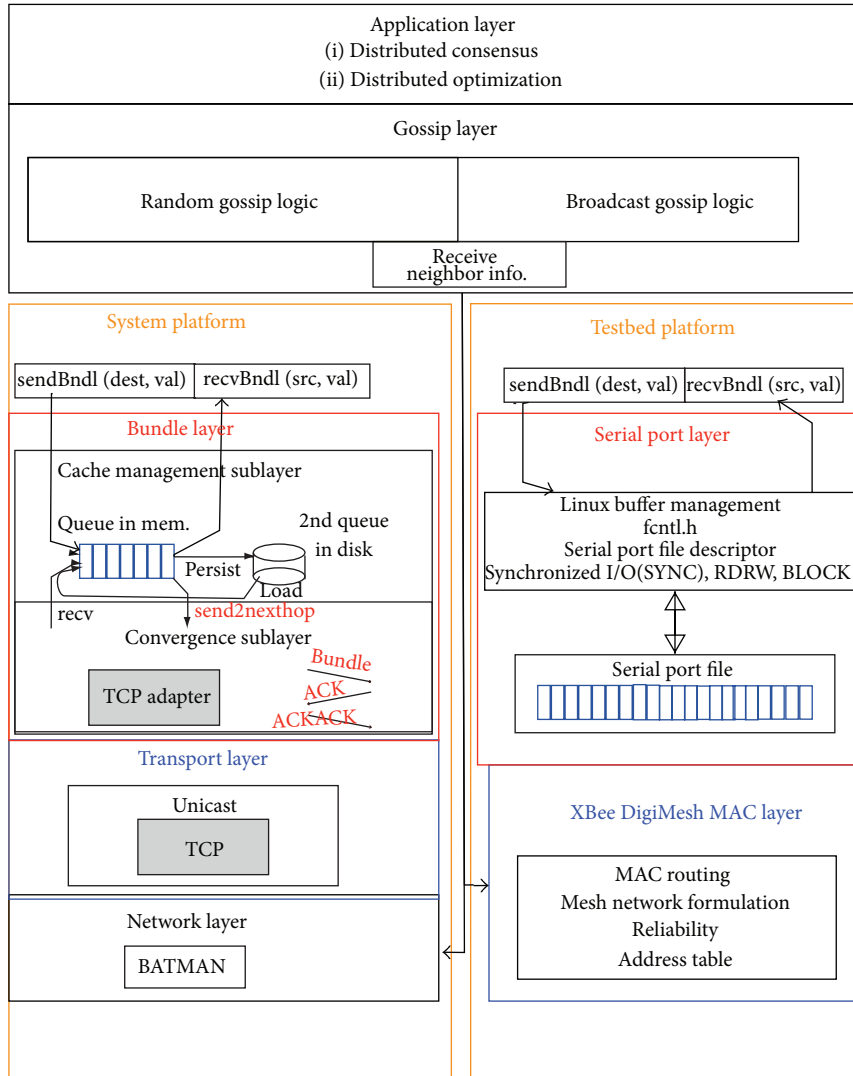 Application layer
(i) Distributed consensus
(ii) Distributed optimization
Gossip layer
Random gossip logic
Broadcast gossip logic
Receive
neighbor info.
System platform
sendBndl (dest, val)
recvBndl (src, val)
Bundle layer
Cache management sublayer
Queue in mem.
2nd queue
in disk
Persist
Load
recv
send2nexthop
Convergence sublayer
TCP adapter
Bundle
ACK
ACKACK
Transport layer
Unicast
TCP
Network layer
BATMAN
Testbed platform
sendBndl (dest, val)
recvBndl (src, val)
Serial port layer
Linux buffer management
fcntl.h
Serial port file descriptor
Synchronized I/O(SYNC), RDRW, BLOCK
Serial port file
XBee DigiMesh MAC layer
MAC routing
Mesh network formulation
Reliability
Address table